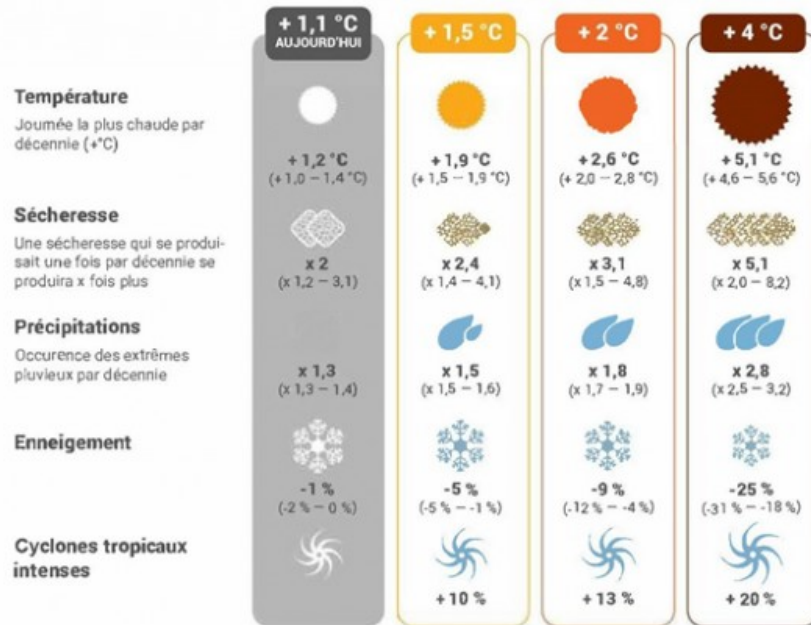 + 1,1 °C
AUJOURD'HUI
+ 1,5 °C
+ 2 °C
+ 4 °C
Température
Journée la plus chaude par
décennie (+°C)
+ 1,2 °C
(+ 1,0 – 1,4 °C)
+ 1,9 °C
(+ 1,5 – 1,9 °C)
+ 2,6 °C
(+ 2,0 – 2,8 °C)
+ 5,1 °C
(+ 4,6 – 5,6 °C)
Sécheresse
Une sécheresse qui se produi-
sait une fois par décennie se
produira x fois plus
x 2
(x 1,2 – 3,1)
x 2,4
(x 1,4 – 4,1)
x 3,1
(x 1,5 – 4,8)
x 5,1
(x 2,0 – 8,2)
Précipitations
Occurence des extrêmes
pluvieux par décennie
x 1,3
(x 1,3 – 1,4)
x 1,5
(x 1,5 – 1,6)
x 1,8
(x 1,7 – 1,9)
x 2,8
(x 2,5 – 3,2)
Enneigement
-1 %
(-2 % – 0 %)
-5 %
(-5 % – -1 %)
-9 %
(-12 % – -4 %)
-25 %
(-31 % – -18 %)
Cyclones tropicaux
intenses
+ 10 %
+ 13 %
+ 20 %